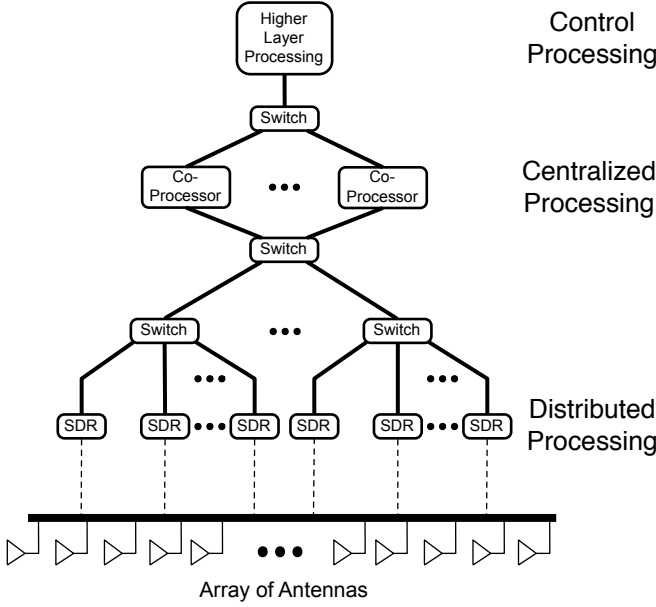 Higher
Layer
Processing
Control
Processing
Switch
Co-
Processor
Co-
Processor
Centralized
Processing
Switch
Switch
Switch
SDR
SDR
SDR
SDR
SDR
SDR
Distributed
Processing
Array of Antennas